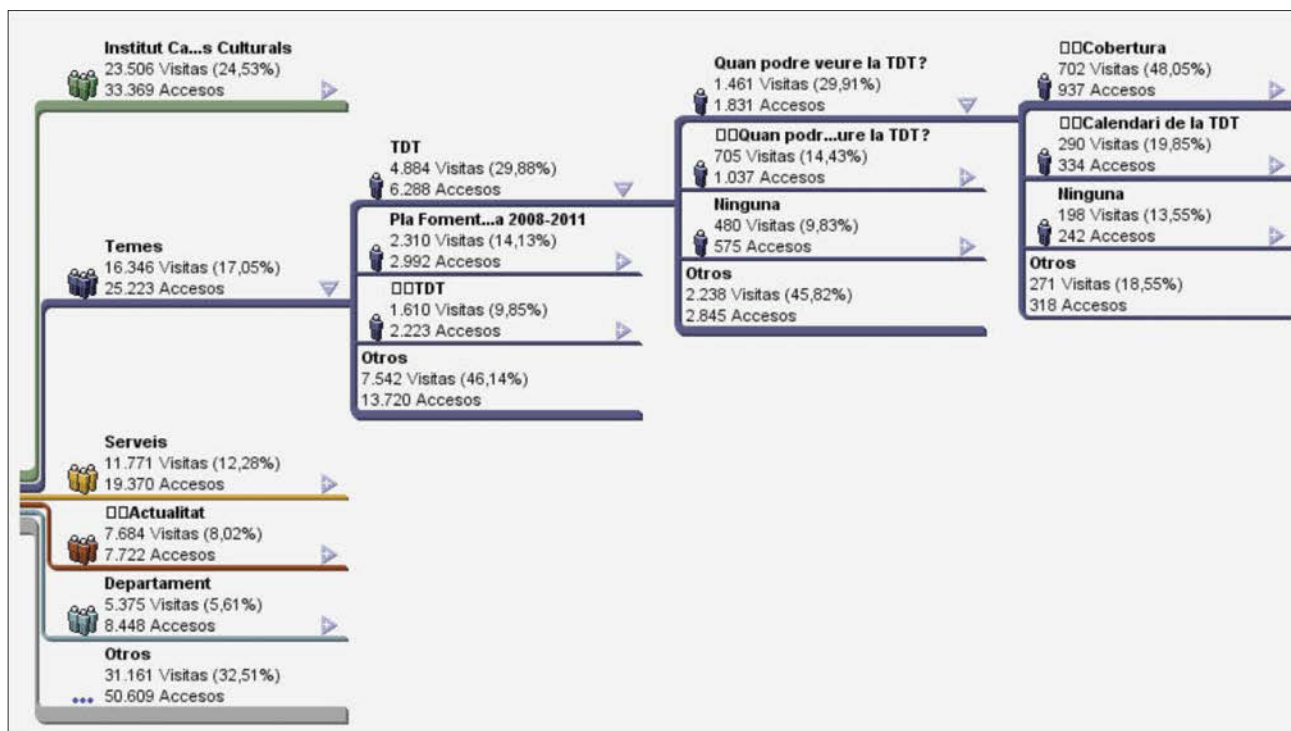 Institut Ca...s Culturals
23.506 Visitas (24,53%)
33.369 Accesos
Temes
16.346 Visitas (17,05%)
25.223 Accesos
Serveis
11.771 Visitas (12,28%)
19.370 Accesos
□□Actualitat
7.684 Visitas (8,02%)
7.722 Accesos
Departament
5.375 Visitas (5,61%)
8.448 Accesos
Otros
31.161 Visitas (32,51%)
50.609 Accesos
TDT
4.884 Visitas (29,88%)
6.288 Accesos
Pla Foment...a 2008-2011
2.310 Visitas (14,13%)
2.992 Accesos
□□TDT
1.610 Visitas (9,85%)
2.223 Accesos
Otros
7.542 Visitas (46,14%)
13.720 Accesos
Quan podre veure la TDT?
1.461 Visitas (29,91%)
1.831 Accesos
□□Quan podr...ure la TDT?
705 Visitas (14,43%)
1.037 Accesos
Ninguna
480 Visitas (9,83%)
575 Accesos
Otros
2.238 Visitas (45,82%)
2.845 Accesos
□□Cobertura
702 Visitas (48,05%)
937 Accesos
□□Calendari de la TDT
290 Visitas (19,85%)
334 Accesos
Ninguna
198 Visitas (13,55%)
242 Accesos
Otros
271 Visitas (18,55%)
318 Accesos